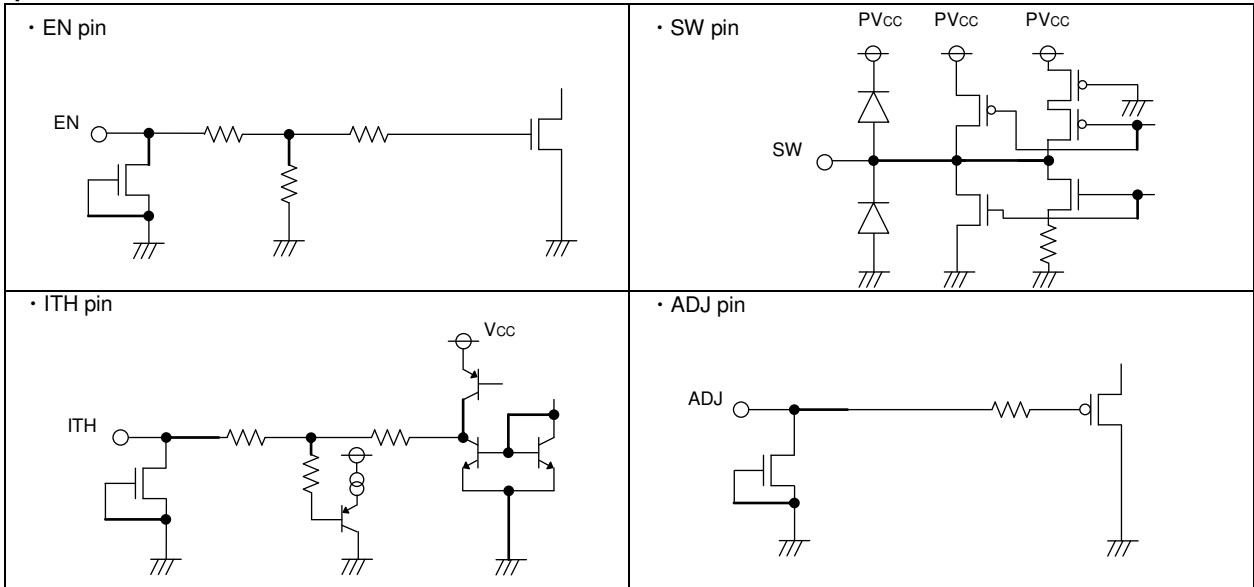 ・EN pin
EN
・SW pin
PVCC PVCC PVCC
SW
・ITH pin
VCC
ITH
・ADJ pin
ADJ